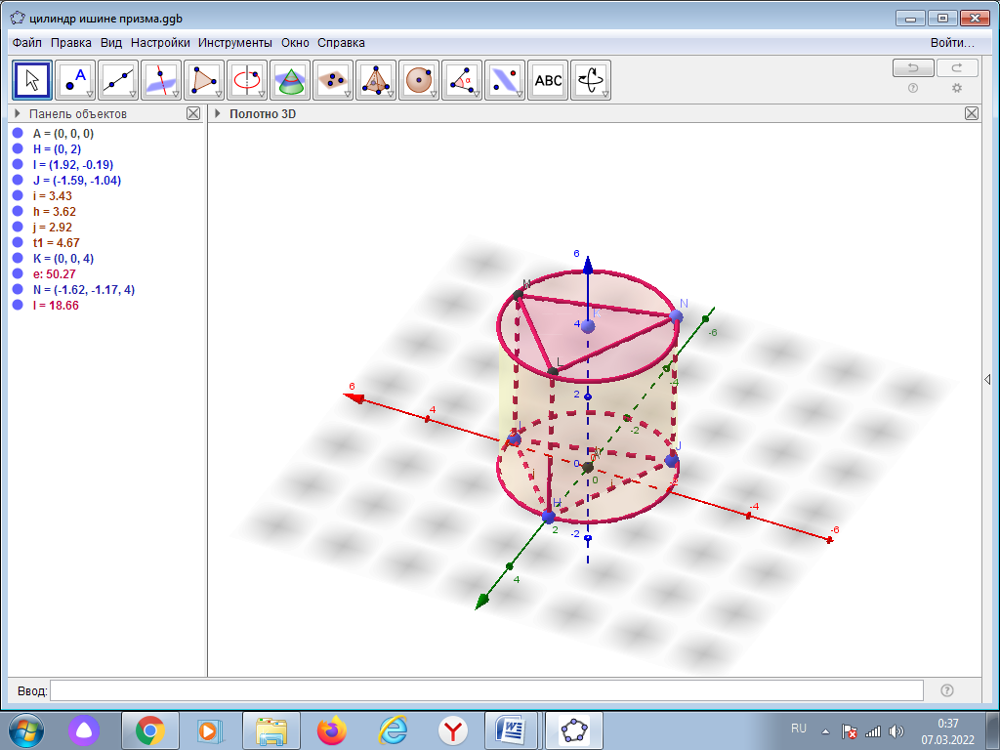 цилиндр ишине призма.ggb
Файл Правка Вид Настройки Инструменты Окно Справка Войти...
A ABC
Панель объектов
Полотно 3D
A = (0, 0, 0)
H = (0, 2)
I = (1.92, -0.19)
J = (-1.59, -1.04)
i = 3.43
h = 3.62
j = 2.92
t1 = 4.67
K = (0, 0, 4)
e: 50.27
N = (-1.62, -1.17, 4)
l = 18.66
6
M
N
4
-6
L
-4
6
2
4
-2
J
0
0
H
2
-2
-4
-6
4
Ввод:
RU
0:37
07.03.2022